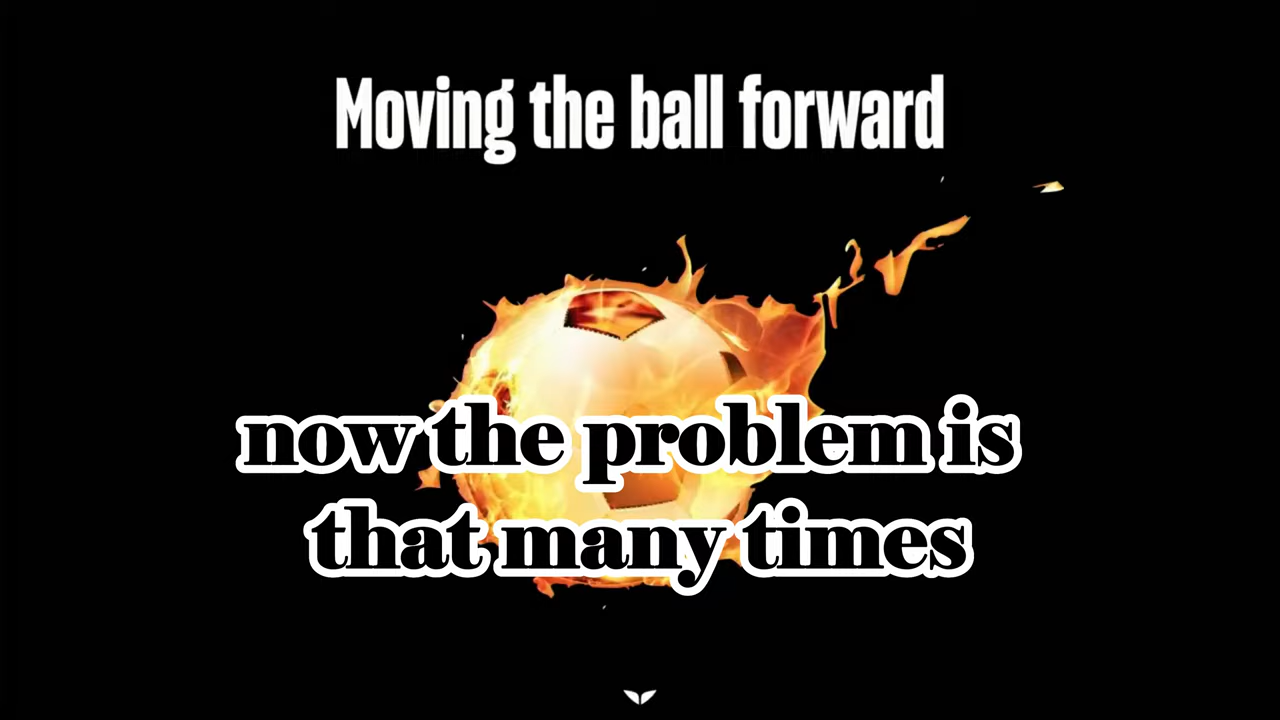 Moving the ball forward
now the problem is
that many times